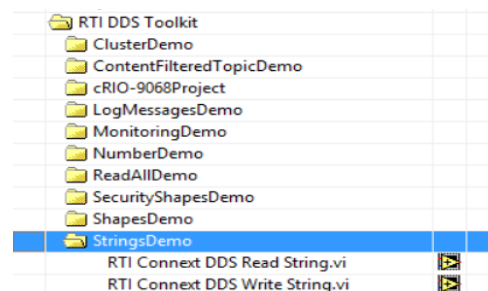 RTI DDS Toolkit
ClusterDemo
ContentFilteredTopicDemo
cRIO-9068Project
LogMessagesDemo
MonitoringDemo
NumberDemo
ReadAllDemo
SecurityShapesDemo
ShapesDemo
StringsDemo
RTI Connext DDS Read String.vi
RTI Connext DDS Write String.vi